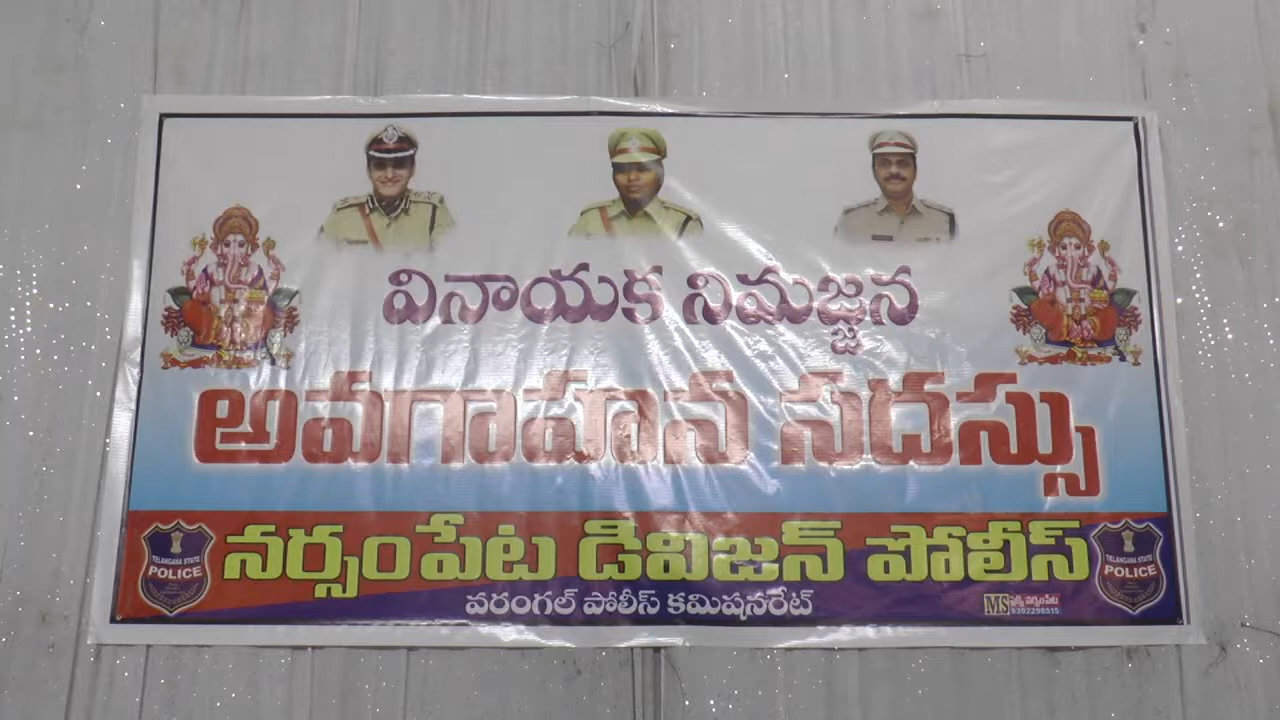 వినాయక నిమజ్జన
అవగాహన సదస్సు
నర్సంపేట డివిజన్ పోలీస్
వరంగల్ పోలీస్ కమిషనరేట్
TELANGANA STATE
POLICE
TELANGANA STATE
POLICE
MS ఫ్లెక్సీ నర్సంపేట
9392298515